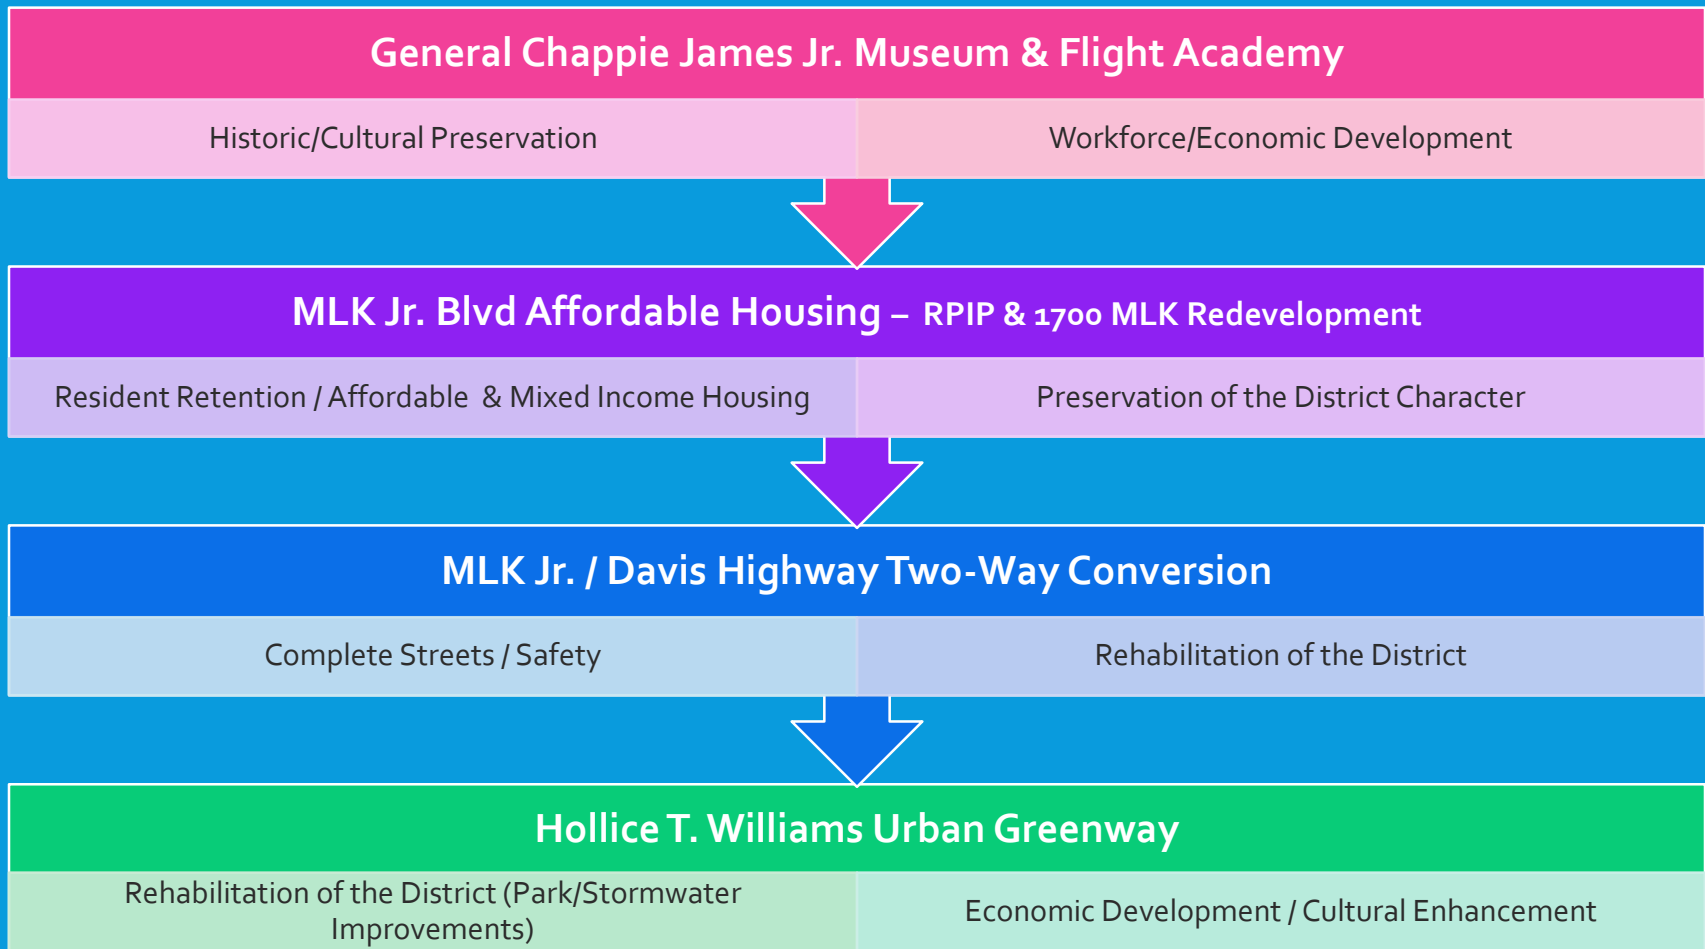 General Chappie James Jr. Museum & Flight Academy
Historic/Cultural Preservation
Workforce/Economic Development
MLK Jr. Blvd Affordable Housing – RPIP & 1700 MLK Redevelopment
Resident Retention / Affordable & Mixed Income Housing
Preservation of the District Character
MLK Jr. / Davis Highway Two-Way Conversion
Complete Streets / Safety
Rehabilitation of the District
Hollice T. Williams Urban Greenway
Rehabilitation of the District (Park/Stormwater
Improvements)
Economic Development / Cultural Enhancement